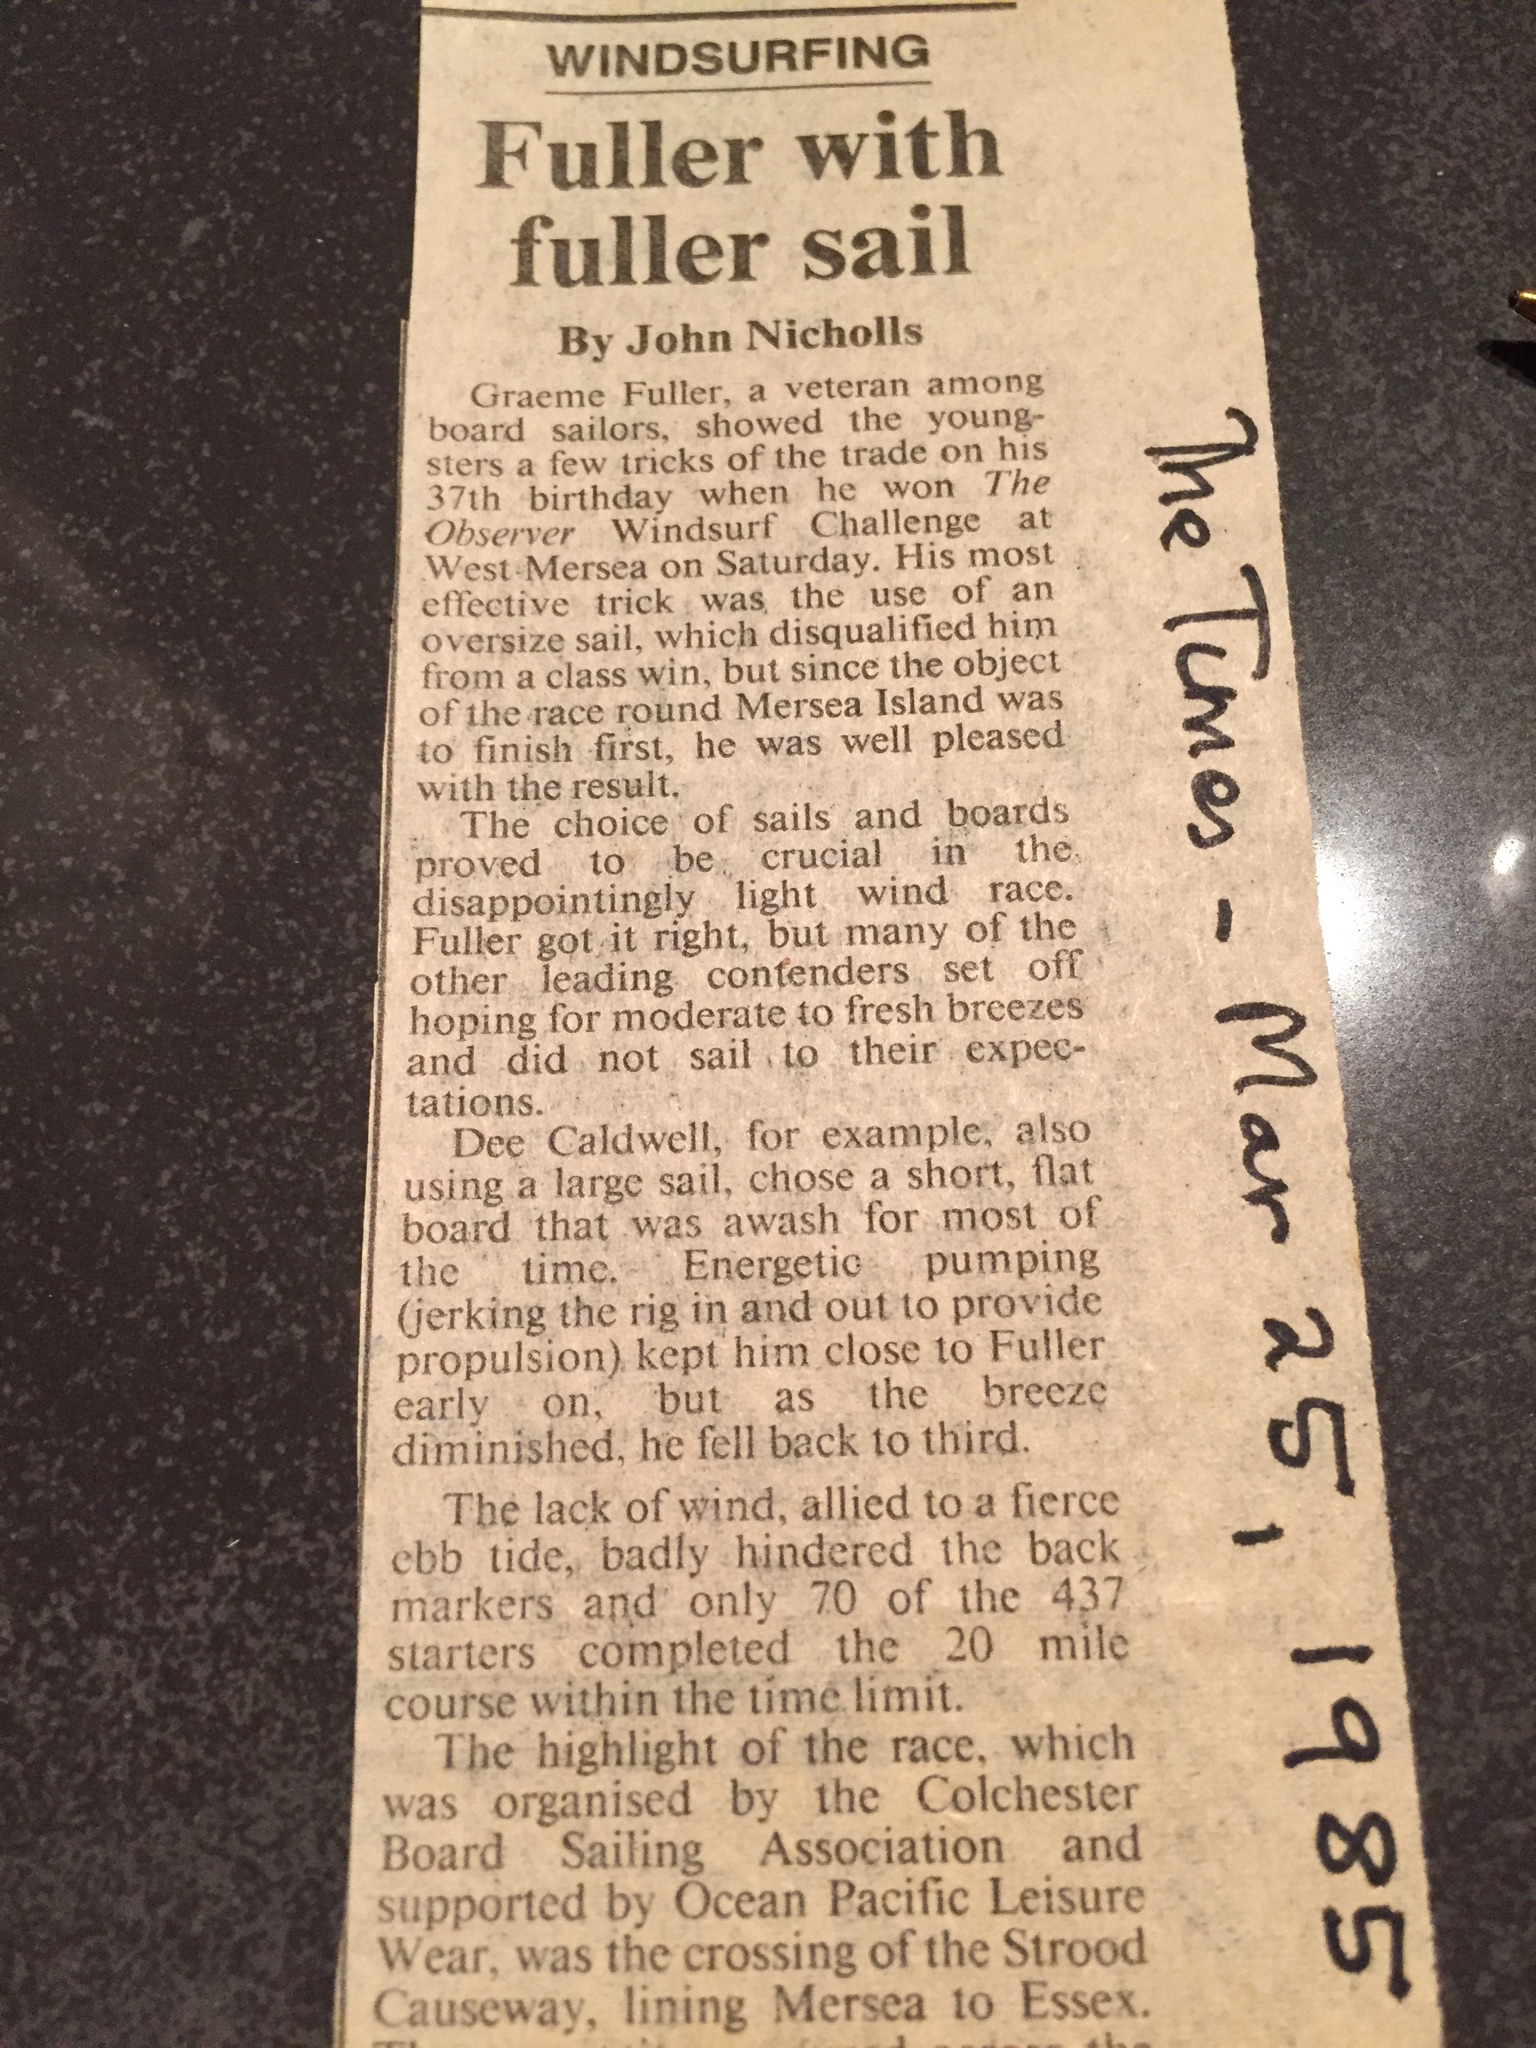 WINDSURFING
Fuller with
fuller sail
By John Nicholls
Graeme Fuller, a veteran among
board sailors, showed the young-
sters a few tricks of the trade on his
37th birthday when he won The
Observer Windsurf Challenge at
West Mersea on Saturday. His most
effective trick was the use of an
oversize sail, which disqualified him
from a class win, but since the object
of the race round Mersea Island was
to finish first, he was well pleased
with the result.
The choice of sails and boards
proved to be crucial in the
disappointingly light wind race.
Fuller got it right, but many of the
other leading contenders set off
hoping for moderate to fresh breezes
and did not sail to their expec-
tations.
Dee Caldwell, for example, also
using a large sail, chose a short, flat
board that was awash for most of
the time. Energetic pumping
(jerking the rig in and out to provide
propulsion) kept him close to Fuller
early on, but as the breeze
diminished, he fell back to third.
The lack of wind, allied to a fierce
ebb tide, badly hindered the back
markers and only 70 of the 437
starters completed the 20 mile
course within the time limit.
The highlight of the race, which
was organised by the Colchester
Board Sailing Association and
supported by Ocean Pacific Leisure
Wear, was the crossing of the Strood
Causeway, lining Mersea to Essex.
The Times - Mar 25, 1985